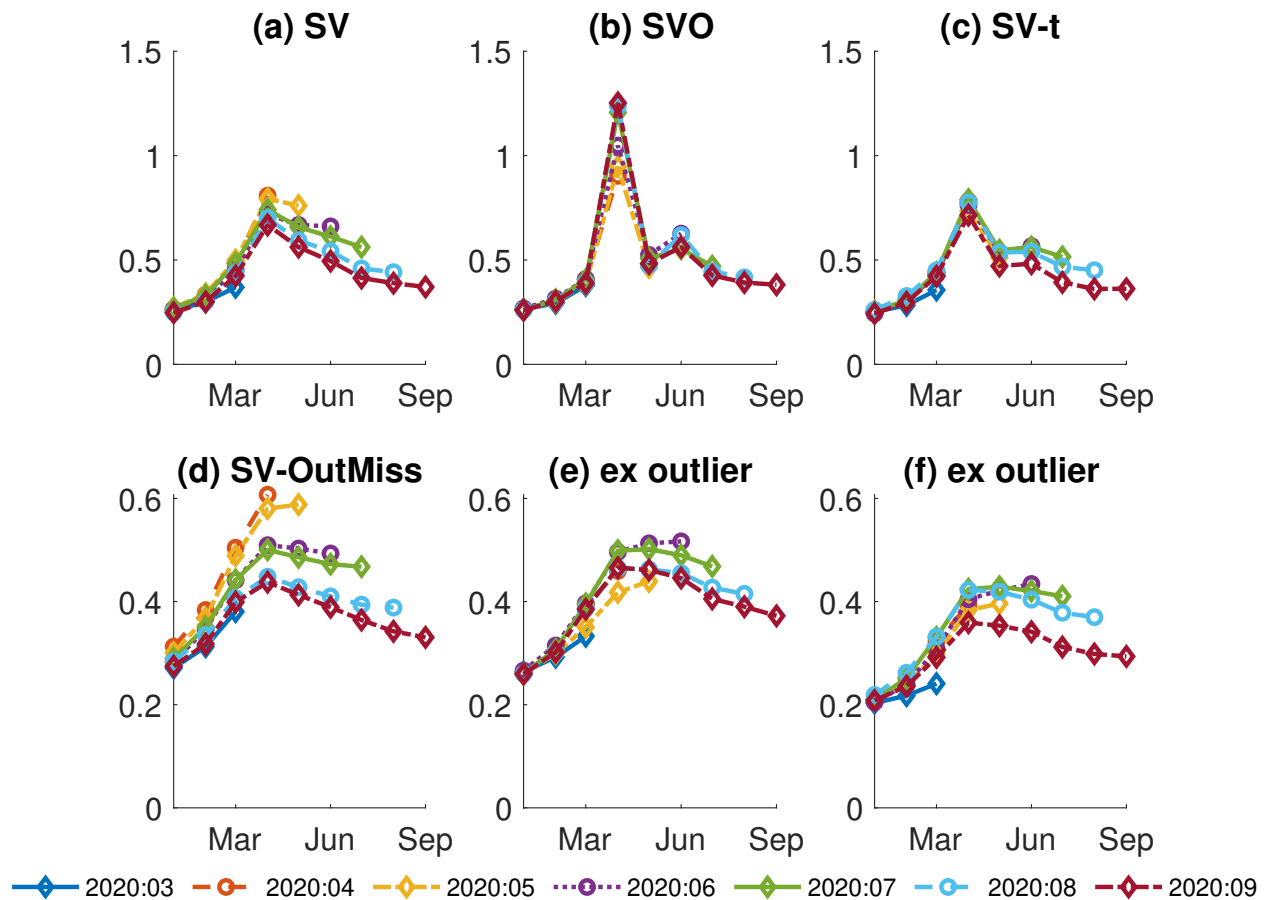 (a) SV
(b) SVO
(c) SV-t
1.5
1
0.5
0
Mar Jun Sep
1.5
1
0.5
0
Mar Jun Sep
1.5
1
0.5
0
Mar Jun Sep
(d) SV-OutMiss
(e) ex outlier
(f) ex outlier
0.6
0.4
0.2
0
Mar Jun Sep
0.6
0.4
0.2
0
Mar Jun Sep
0.6
0.4
0.2
0
Mar Jun Sep
2020:03 2020:04 2020:05 2020:06 2020:07 2020:08 2020:09